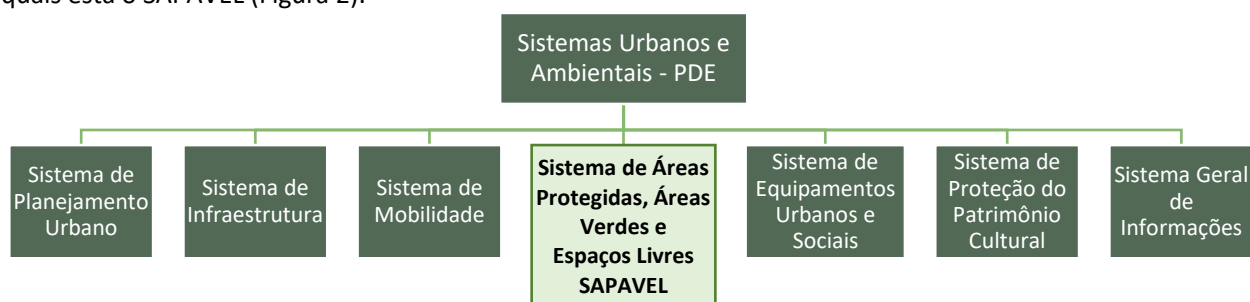 quais está o SAPAVEL (Figura 2).
Sistemas Urbanos e
Ambientais - PDE
Sistema de
Planejamento
Urbano
Sistema de
Infraestrutura
Sistema de
Mobilidade
Sistema de Áreas
Protegidas, Áreas
Verdes e
Espaços Livres
SAPAVEL
Sistema de
Equipamentos
Urbanos e
Sociais
Sistema de
Proteção do
Patrimônio
Cultural
Sistema Geral
de
Informações